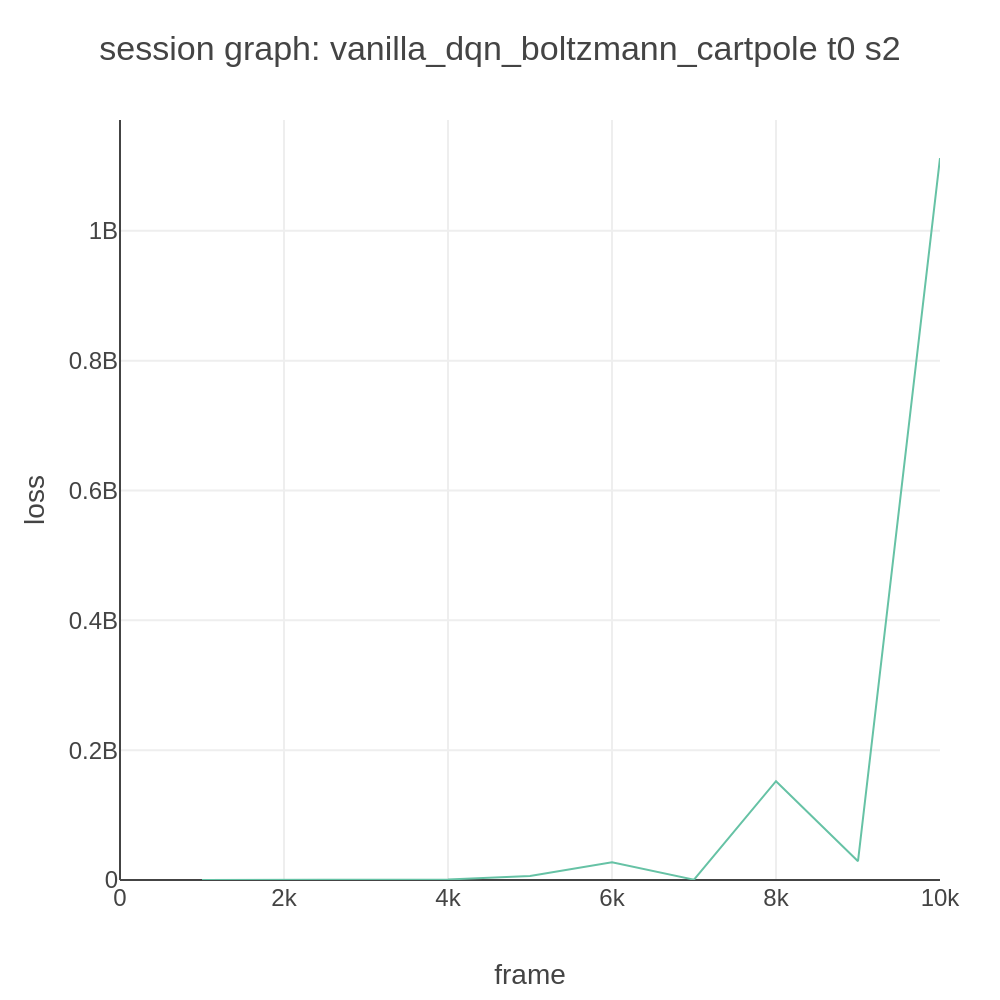 session graph: vanilla_dqn_boltzmann_cartpole t0 s2
1B
0.8B
0.6B
0.4B
0.2B
0
loss
0 2k 4k 6k 8k 10k
frame